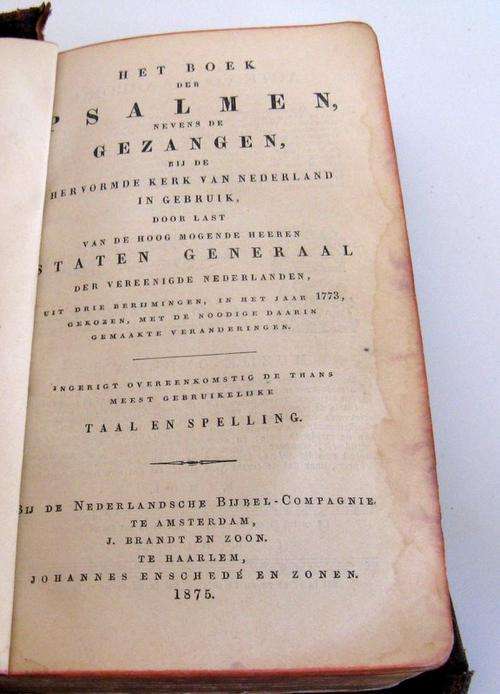 HET BOEK
DER
PSALMEN,
NEVENS DE
GEZANGEN,
BIJ DE
HERVORMDE KERK VAN NEDERLAND
IN GEBRUIK,
DOOR LAST
VAN DE HOOG MOGENDE HEEREN
STATEN GENERAAL
DER VEREENIGDE NEDERLANDEN,
UIT DRIE BERIJMINGEN, IN HET JAAR 1773,
GEKOZEN, MET DE NOODIGE DAARIN
GEMAAKTE VERANDERINGEN.
INGERIGT OVEREENKOMSTIG DE THANS
MEEST GEBRUIKELIJKE
TAAL EN SPELLING.
BIJ DE NEDERLANDSCHE BIJBEL-COMPAGNIE.
TE AMSTERDAM,
J. BRANDT EN ZOON.
TE HAARLEM,
JOHANNES ENSCHEDÉ EN ZONEN.
1875.